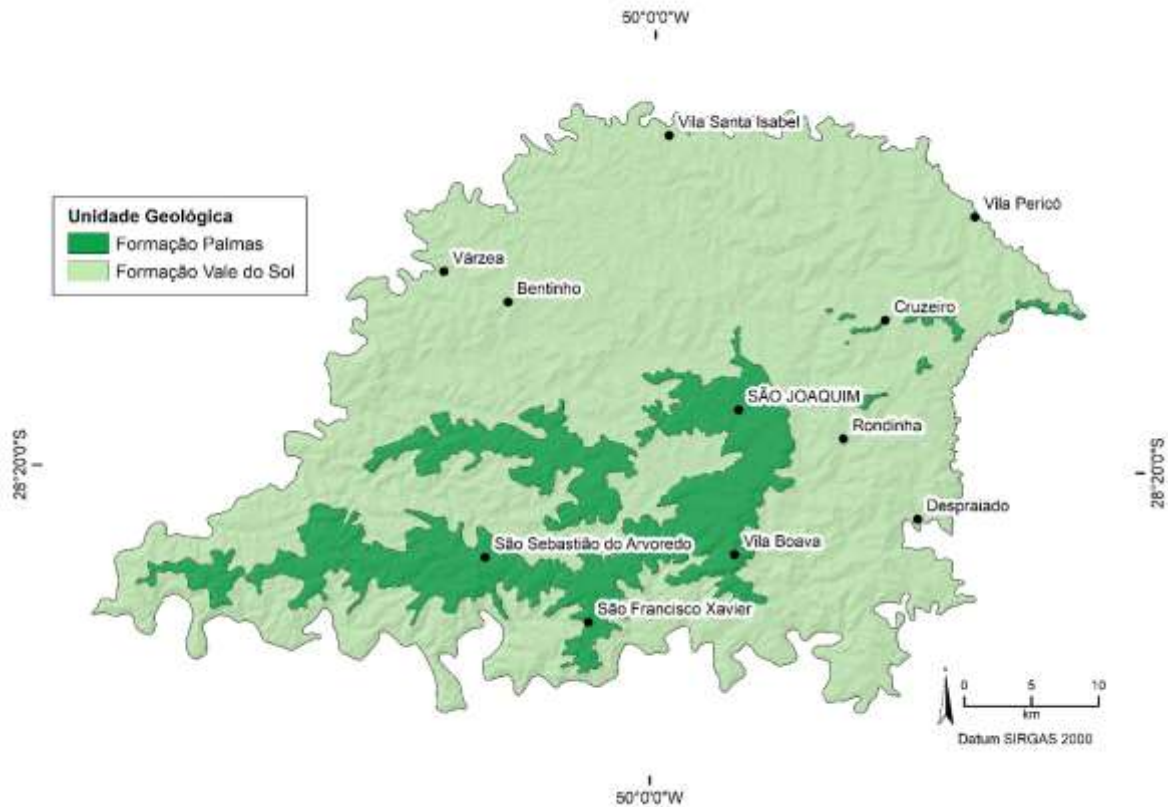 50°0'0"W
Vila Santa Isabel
Unidade Geológica
Formação Palmas
Formação Vale do Sol
Vila Pericó
Várzea
Bentinho
Cruzeiro
SÃO JOAQUIM
Rondinha
28°20'0"S
28°20'0"S
Despraiado
São Sebastião do Arvoredo
Vila Boava
São Francisco Xavier
0 5 10
km
Datum SIRGAS 2000
50°0'0"W